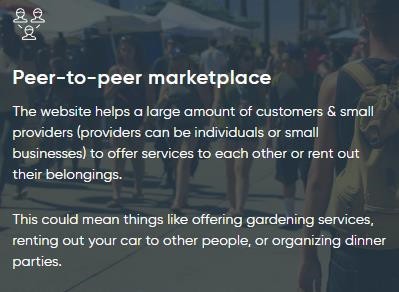 Peer-to-peer marketplace
The website helps a large amount of customers & small
providers (providers can be individuals or small
businesses) to offer services to each other or rent out
their belongings.
This could mean things like offering gardening services,
renting out your car to other people, or organizing dinner
parties.